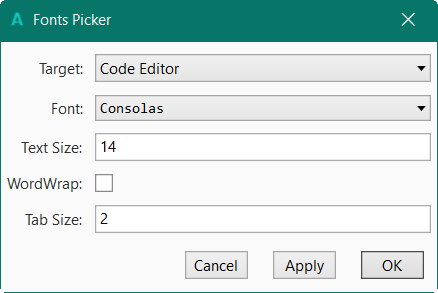 A Fonts Picker
Target: Code Editor
Font: Consolas
Text Size: 14
WordWrap:
Tab Size: 2
Cancel Apply OK